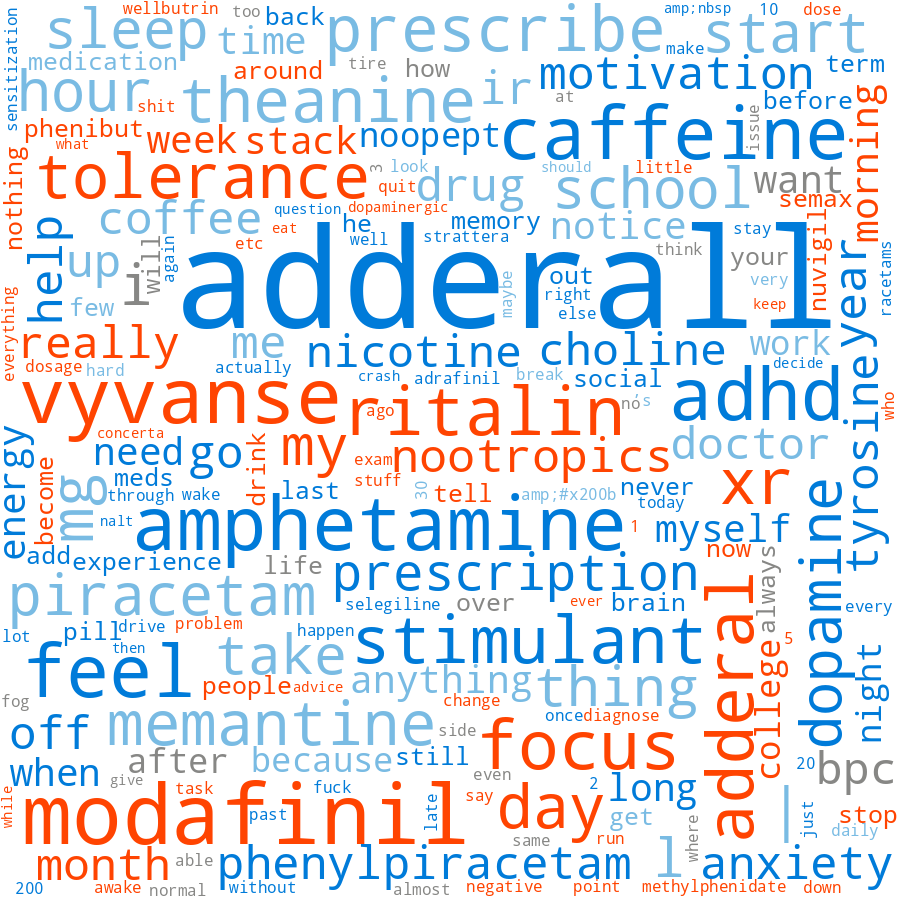 wellbutrin too back amp;nbsp 10 dose
sleep prescribe start
time make
medication tire how motivation term
sensitization around
hour theanine ir at before
shit caffeine issue morning
phenibut week stack noopept
what
nothing tolerance 3 look should little
quit drug school want
coffee question dopaminergic semax
help he memory notice stay nuvigil
eat well strattera
up i will again etc think your racetams
few adderall maybe out right else very keep year
everything
really me nicotine choline work
dosage hard actually decide
crash adrafinil break social
vyvanse ritalin no 's adhd who
ago
concerta my doctor tyrosine
energy need go drink exam nootropics
become mg meds stuff xr
through wake last 30 tell amp;#x200b never
today
nalt amphetamine 1 myself dopamine
add experience life now always
prescription
piracetam selegiline over ever brain adderal every
lot pill drive problem happen
then take stimulant 5 night
feel people advice anything thing college
fog change
off memantine side once diagnose
after because still focus
when even 20 bpc
give fuck 2 long
while modafinil task past late say day get where l just stop
daily
same run
month able phenylpiracetam l anxiety
200 awake normal without almost negative point methylphenidate down